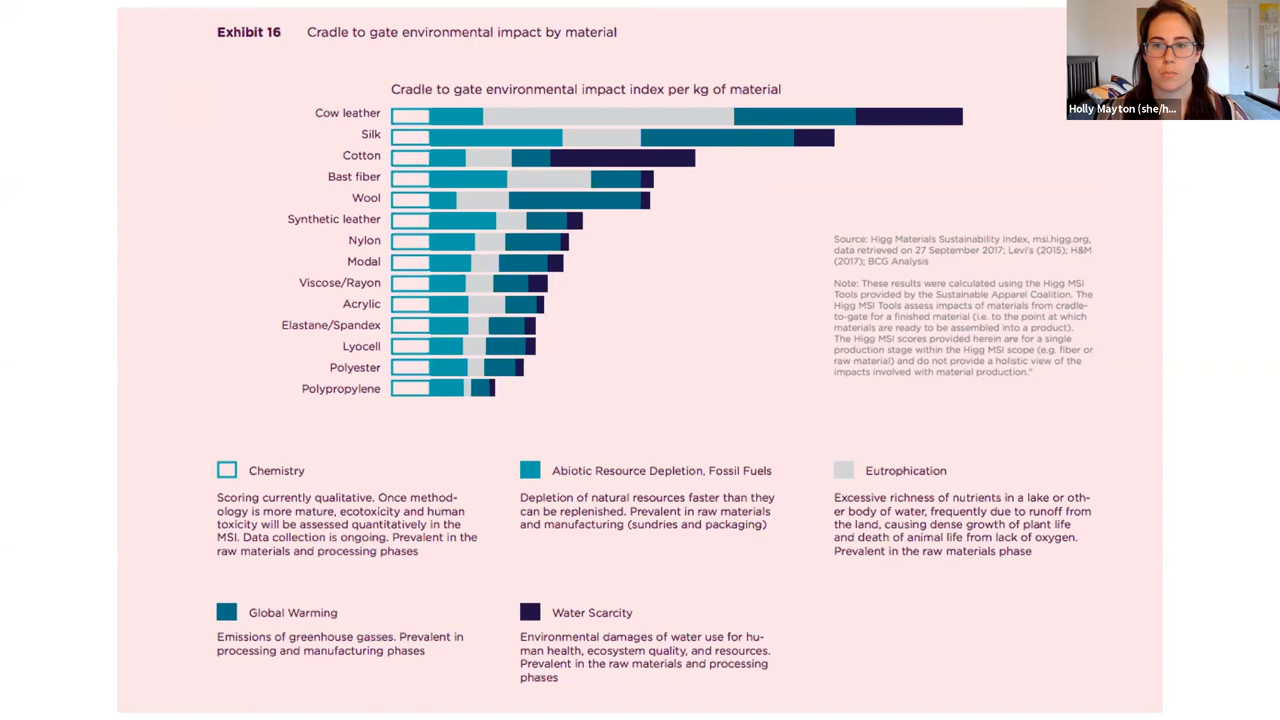 Exhibit 16 Cradle to gate environmental impact by material
Holly Mayton (she/h...
Cradle to gate environmental impact index per kg of material
Cow leather
Silk
Cotton
Bast fiber
Wool
Synthetic leather
Nylon
Modal
Viscose/Rayon
Acrylic
Elastane/Spandex
Lyocell
Polyester
Polypropylene
Source: Higg Materials Sustainability Index, msi.higg.org,
data retrieved on 27 September 2017; Levi's (2015); H&M
(2017); BCG Analysis
Note: These results were calculated using the Higg MSI
Tools provided by the Sustainable Apparel Coalition. The
Higg MSI Tools assess impacts of materials from cradle-
to-gate for a finished material (i.e. to the point at which
materials are ready to be assembled into a product).
The Higg MSI scores provided herein are for a single
production stage within the Higg MSI scope (e.g. fiber or
raw material) and do not provide a holistic view of the
impacts involved with material production."
Chemistry
Scoring currently qualitative. Once method-
ology is more mature, ecotoxicity and human
toxicity will be assessed quantitatively in the
MSI. Data collection is ongoing. Prevalent in the
raw materials and processing phases
Abiotic Resource Depletion, Fossil Fuels
Depletion of natural resources faster than they
can be replenished. Prevalent in raw materials
and manufacturing (sundries and packaging)
Eutrophication
Excessive richness of nutrients in a lake or oth-
er body of water, frequently due to runoff from
the land, causing dense growth of plant life
and death of animal life from lack of oxygen.
Prevalent in the raw materials phase
Global Warming
Emissions of greenhouse gasses. Prevalent in
processing and manufacturing phases
Water Scarcity
Environmental damages of water use for hu-
man health, ecosystem quality, and resources.
Prevalent in the raw materials and processing
phases